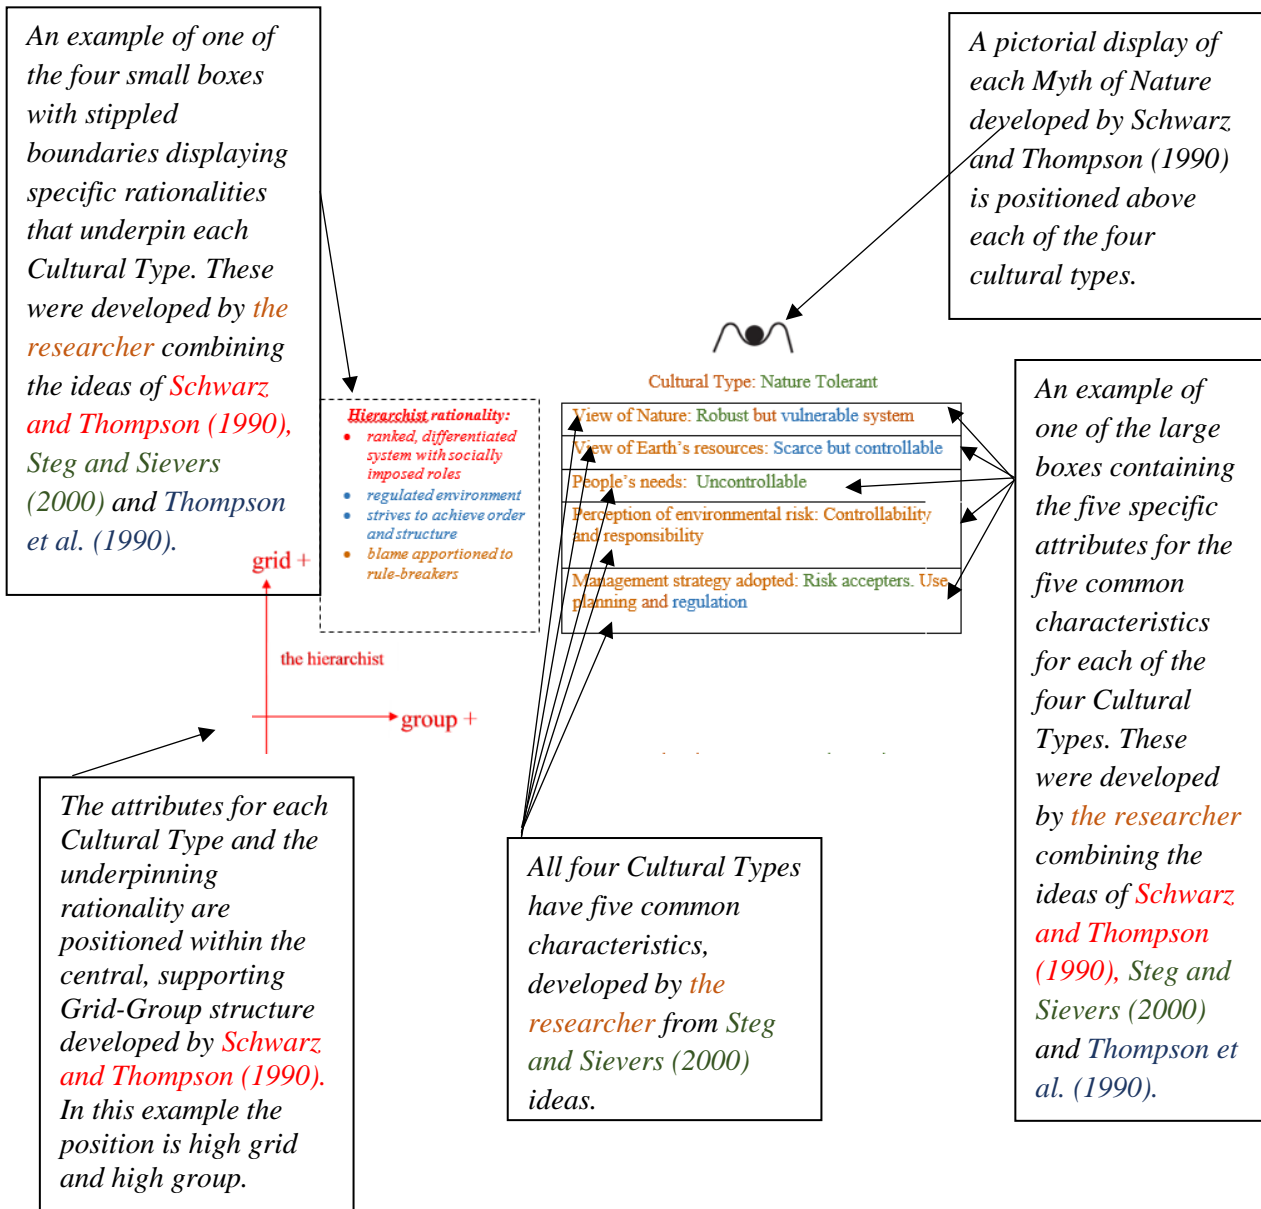 An example of one of
the four small boxes
with stippled
boundaries displaying
specific rationalities
that underpin each
Cultural Type. These
were developed by the
researcher combining
the ideas of Schwarz
and Thompson (1990),
Steg and Sievers
(2000) and Thompson
et al. (1990).
A pictorial display of
each Myth of Nature
developed by Schwarz
and Thompson (1990)
is positioned above
each of the four
cultural types.
Hierarchist rationality:
• ranked, differentiated
system with socially
imposed roles
• regulated environment
• strives to achieve order
and structure
• blame apportioned to
rule-breakers
Cultural Type: Nature Tolerant
View of Nature: Robust but vulnerable system
View of Earth's resources: Scarce but controllable
People's needs: Uncontrollable
Perception of environmental risk: Controllability
and responsibility
Management strategy adopted: Risk accepters. Use
planning and regulation
An example of
one of the large
boxes containing
the five specific
attributes for the
five common
characteristics
for each of the
four Cultural
Types. These
were developed
by the researcher
combining the
ideas of Schwarz
and Thompson
(1990), Steg and
Sievers (2000)
and Thompson et
al. (1990).
grid +
the hierarchist
group +
The attributes for each
Cultural Type and the
underpinning
rationality are
positioned within the
central, supporting
Grid-Group structure
developed by Schwarz
and Thompson (1990).
In this example the
position is high grid
and high group.
All four Cultural Types
have five common
characteristics,
developed by the
researcher from Steg
and Sievers (2000)
ideas.